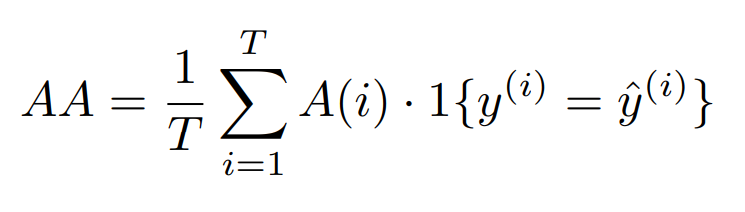 AA = \frac{1}{T} \sum_{i=1}^{T} A(i) \cdot 1\{y^{(i)} = \hat{y}^{(i)}\}